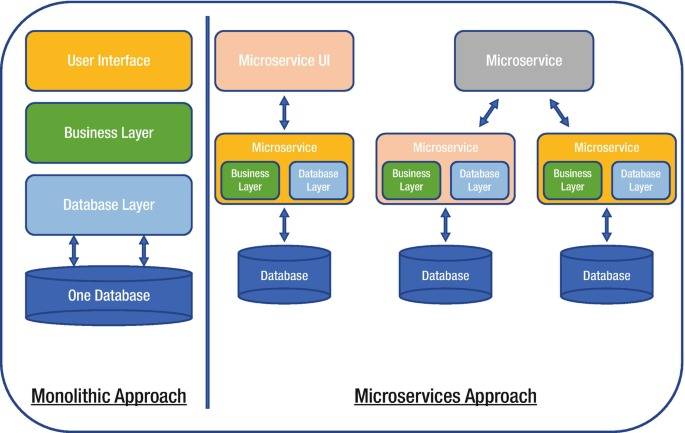 User Interface
Business Layer
Database Layer
One Database
Monolithic Approach
Microservice UI
Microservice
Business
Layer
Database
Layer
Database
Microservice
Microservice
Business
Layer
Database
Layer
Database
Microservice
Business
Layer
Database
Layer
Database
Microservices Approach